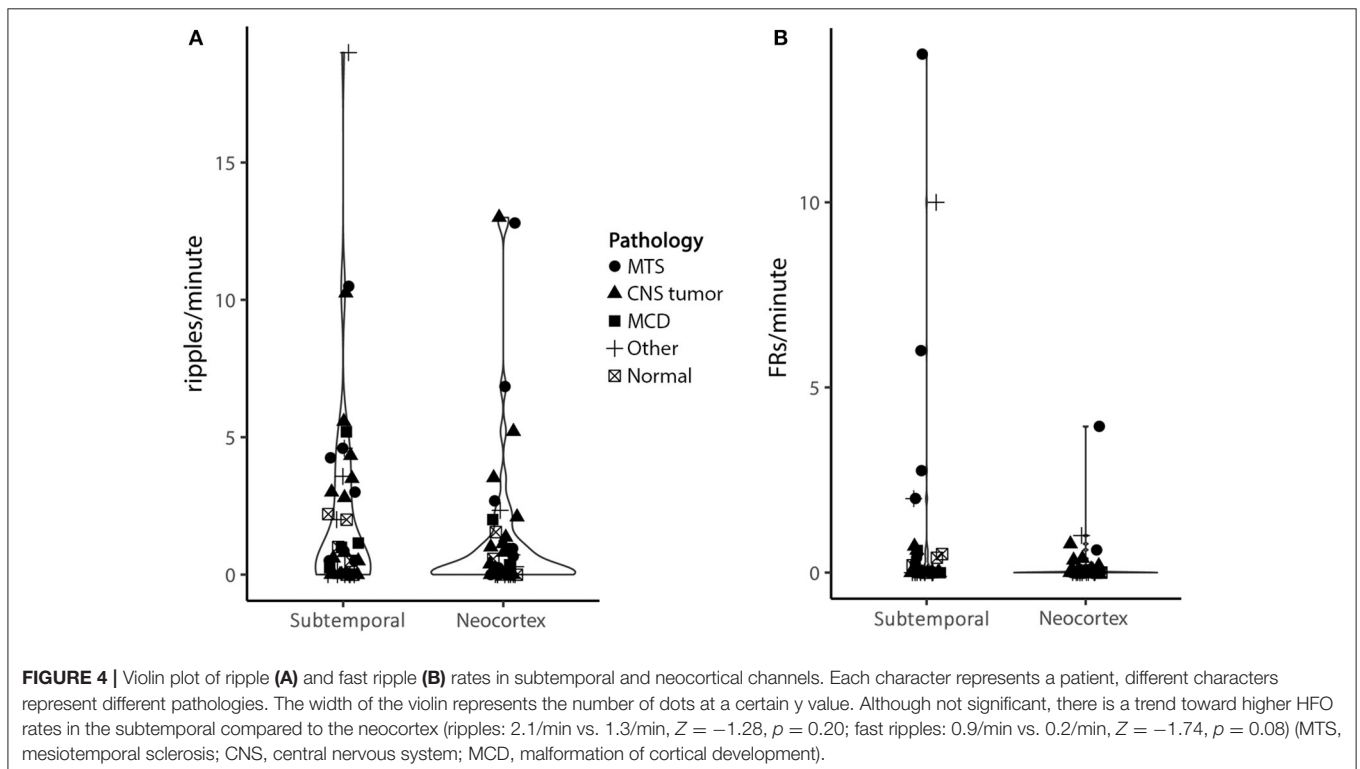 A
ripples/minute
15
10
5
0
Subtemporal
Neocortex
Pathology
MTS
CNS tumor
MCD
Other
Normal
B
FRs/minute
10
5
0
Subtemporal
Neocortex
FIGURE 4 | Violin plot of ripple (A) and fast ripple (B) rates in subtemporal and neocortical channels. Each character represents a patient, different characters
represent different pathologies. The width of the violin represents the number of dots at a certain y value. Although not significant, there is a trend toward higher HFO
rates in the subtemporal compared to the neocortex (ripples: 2.1/min vs. 1.3/min, Z = −1.28, p = 0.20; fast ripples: 0.9/min vs. 0.2/min, Z = −1.74, p = 0.08) (MTS,
mesiotemporal sclerosis; CNS, central nervous system; MCD, malformation of cortical development).